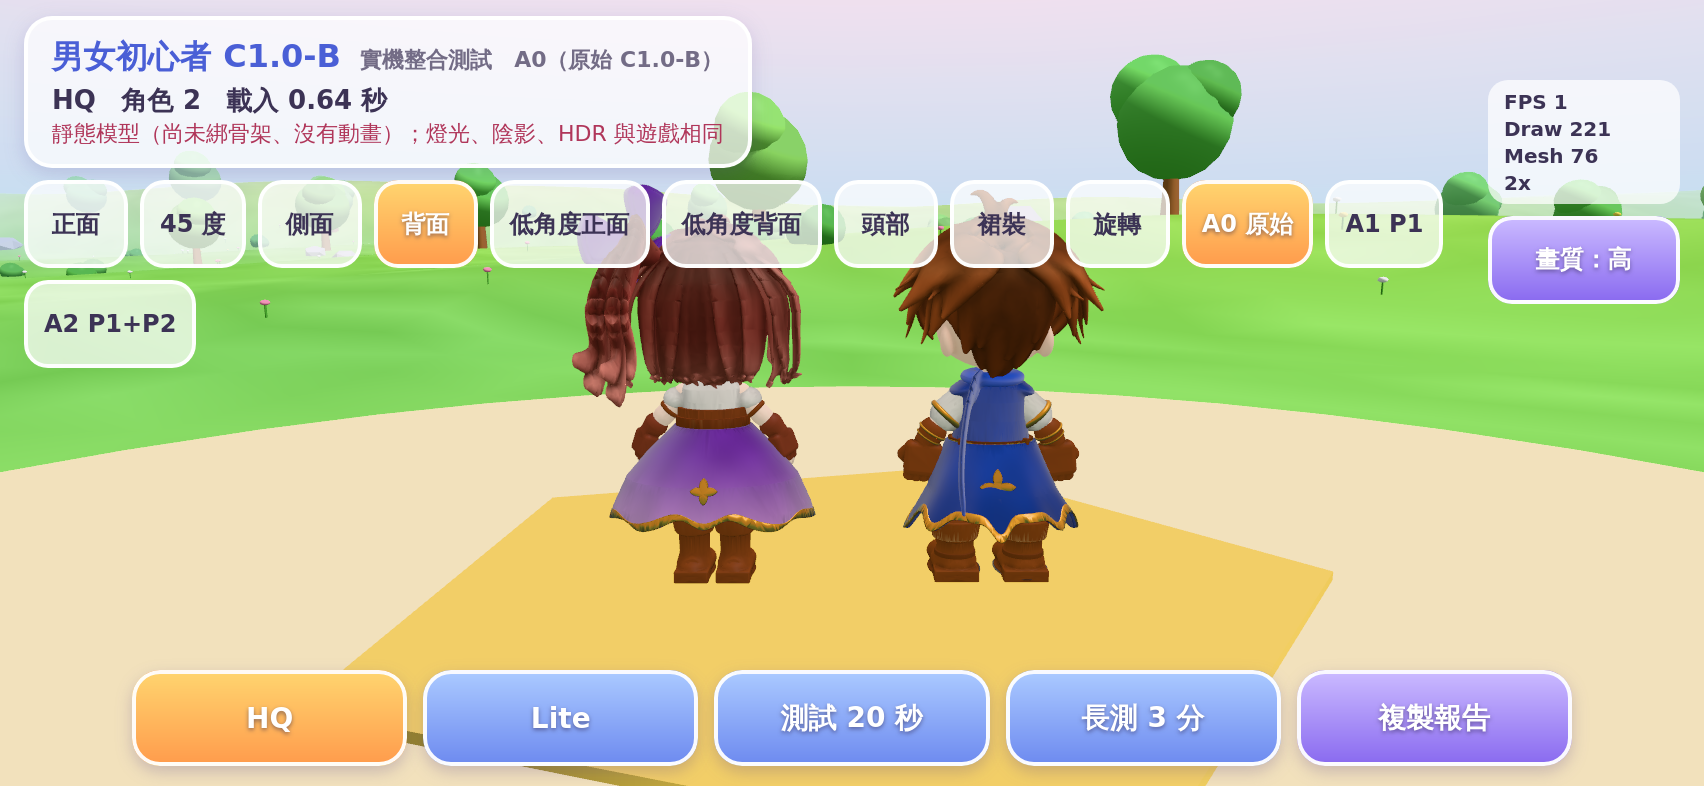 男女初心者 C1.0-B 實機整合測試 A0（原始 C1.0-B）
HQ 角色 2 載入 0.64 秒
靜態模型（尚未綁骨架、沒有動畫）；燈光、陰影、HDR 與遊戲相同
FPS 1
Draw 221
Mesh 76
2x
正面 45 度 側面 背面 低角度正面 低角度背面 頭部 裙裝 旋轉 A0 原始 A1 P1
畫質：高
A2 P1+P2
HQ Lite 測試 20 秒 長測 3 分 複製報告